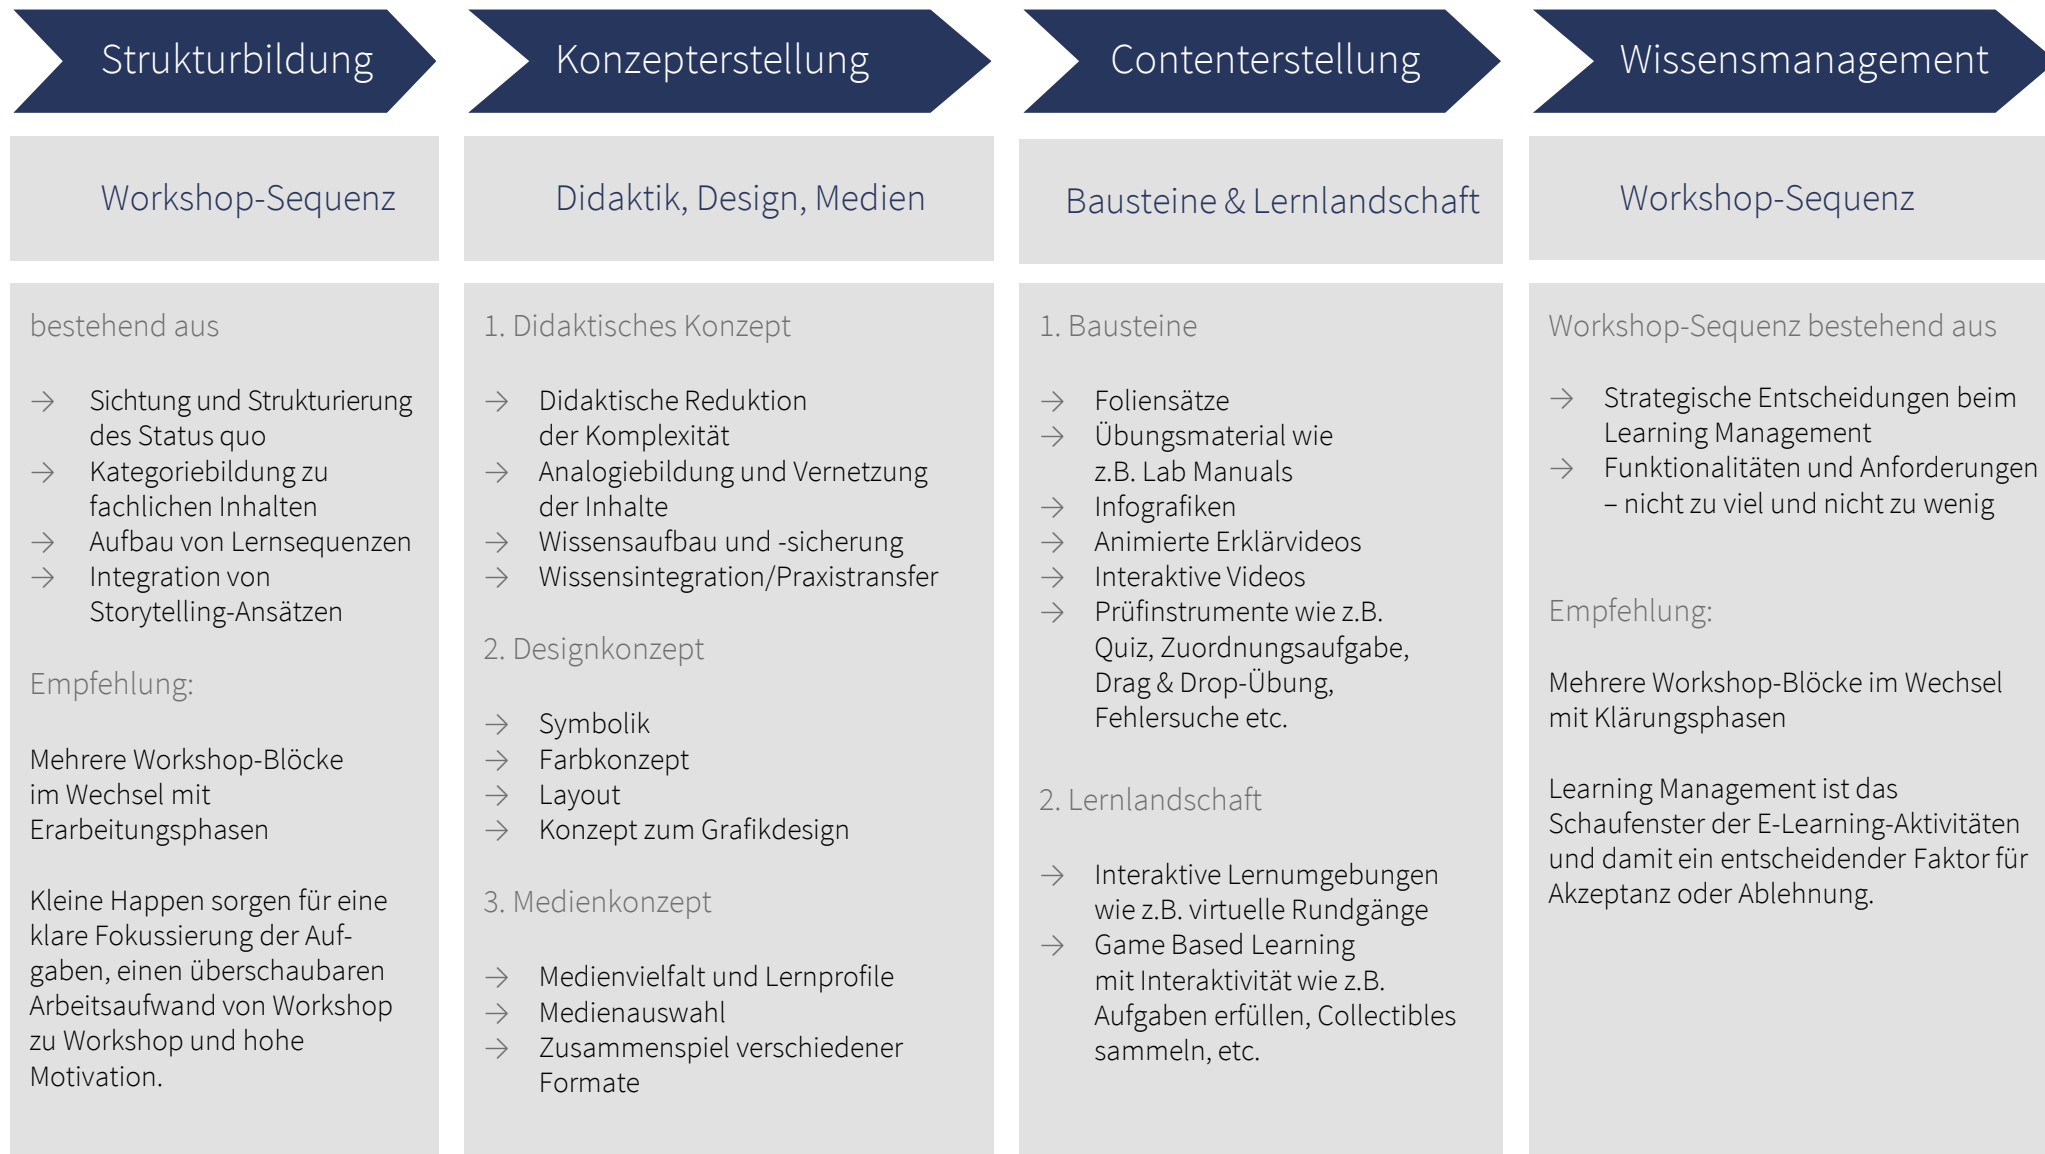 Strukturbildung
Workshop-Sequenz
bestehend aus
→ Sichtung und Strukturierung
des Status quo
→ Kategoriebildung zu
fachlichen Inhalten
→ Aufbau von Lernsequenzen
→ Integration von
Storytelling-Ansätzen
Empfehlung:
Mehrere Workshop-Blöcke
im Wechsel mit
Erarbeitungsphasen
Kleine Happen sorgen für eine
klare Fokussierung der Auf-
gaben, einen überschaubaren
Arbeitsaufwand von Workshop
zu Workshop und hohe
Motivation.
Konzepterstellung
Didaktik, Design, Medien
1. Didaktisches Konzept
→ Didaktische Reduktion
der Komplexität
→ Analogiebildung und Vernetzung
der Inhalte
→ Wissensaufbau und -sicherung
→ Wissensintegration/Praxistransfer
2. Designkonzept
→ Symbolik
→ Farbkonzept
→ Layout
→ Konzept zum Grafikdesign
3. Medienkonzept
→ Medienvielfalt und Lernprofile
→ Medienauswahl
→ Zusammenspiel verschiedener
Formate
Contenterstellung
Bausteine & Lernlandschaft
1. Bausteine
→ Foliensätze
→ Übungsmaterial wie
z.B. Lab Manuals
→ Infografiken
→ Animierte Erklärvideos
→ Interaktive Videos
→ Prüfinstrumente wie z.B.
Quiz, Zuordnungsaufgabe,
Drag & Drop-Übung,
Fehlersuche etc.
2. Lernlandschaft
→ Interaktive Lernumgebungen
wie z.B. virtuelle Rundgänge
→ Game Based Learning
mit Interaktivität wie z.B.
Aufgaben erfüllen, Collectibles
sammeln, etc.
Wissensmanagement
Workshop-Sequenz
Workshop-Sequenz bestehend aus
→ Strategische Entscheidungen beim
Learning Management
→ Funktionalitäten und Anforderungen
– nicht zu viel und nicht zu wenig
Empfehlung:
Mehrere Workshop-Blöcke im Wechsel
mit Klärungsphasen
Learning Management ist das
Schaufenster der E-Learning-Aktivitäten
und damit ein entscheidender Faktor für
Akzeptanz oder Ablehnung.